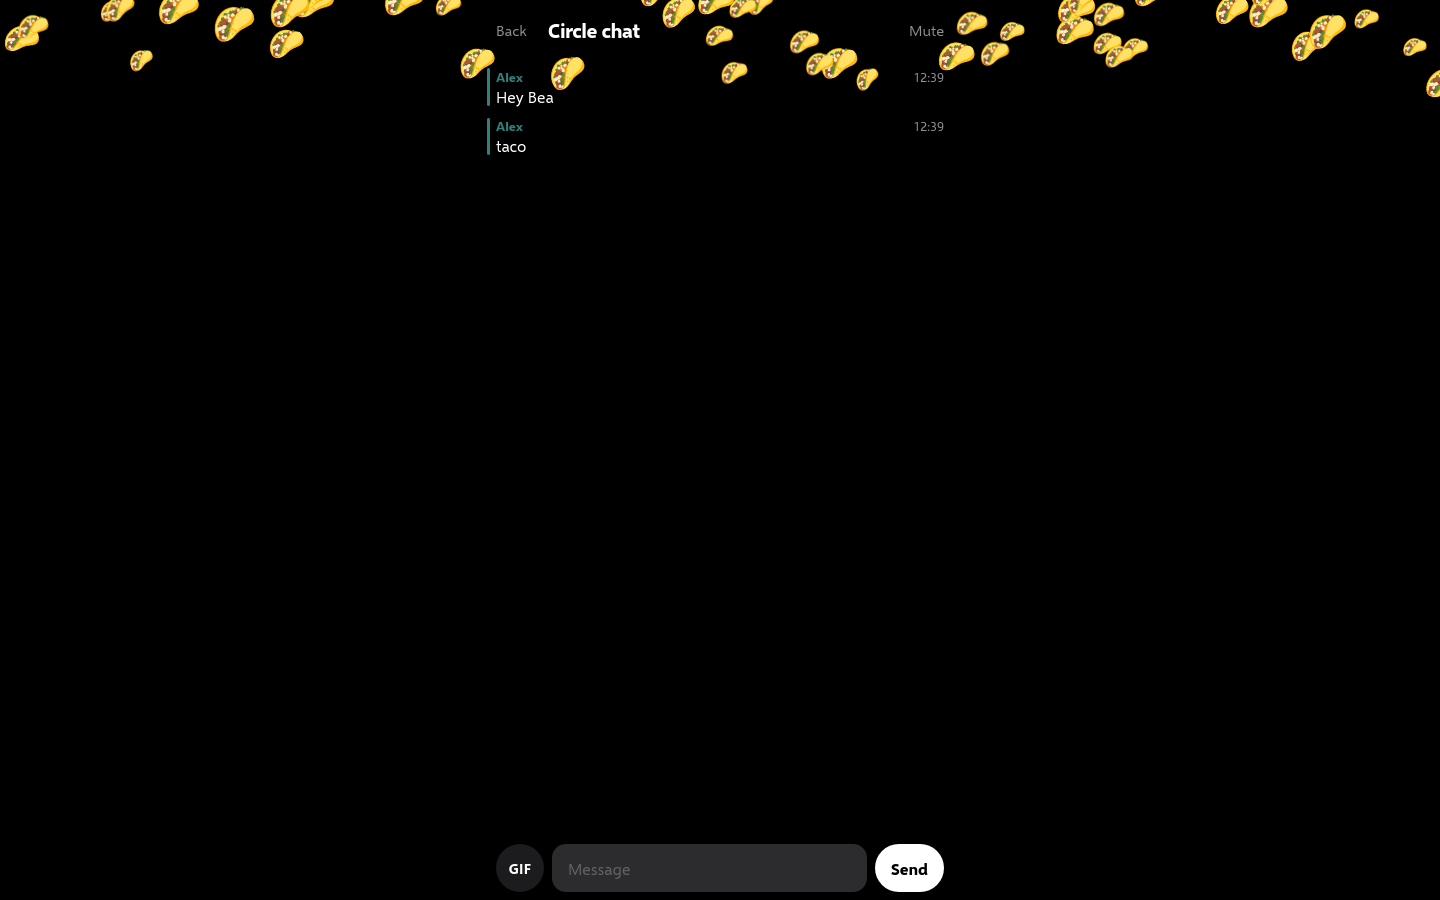 Back Circle chat Mute
Alex 12:39
Hey Bea
Alex 12:39
taco
GIF Message Send